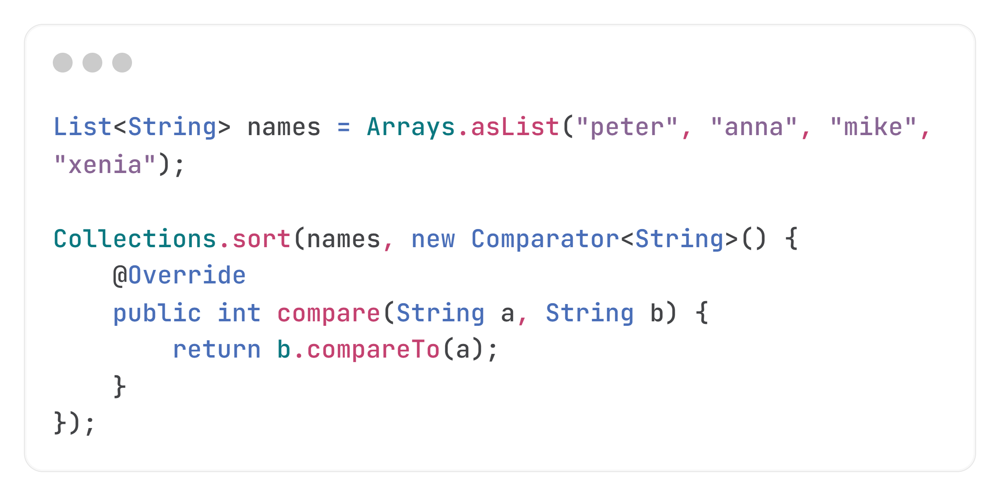 List<String> names = Arrays.asList("peter", "anna", "mike",
"xenia");

Collections.sort(names, new Comparator<String>() {
    @Override
    public int compare(String a, String b) {
        return b.compareTo(a);
    }
});